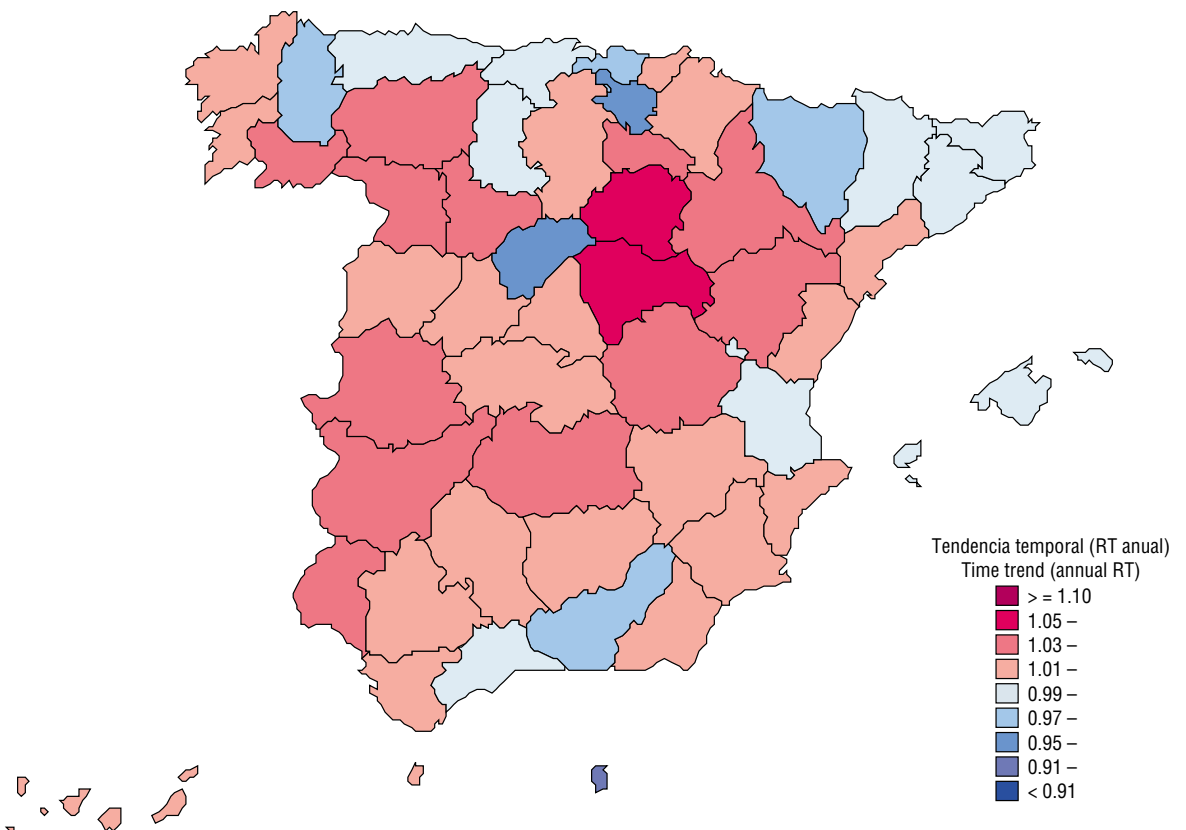 Tendencia temporal (RT anual)
Time trend (annual RT)
> = 1.10
1.05 –
1.03 –
1.01 –
0.99 –
0.97 –
0.95 –
0.91 –
< 0.91